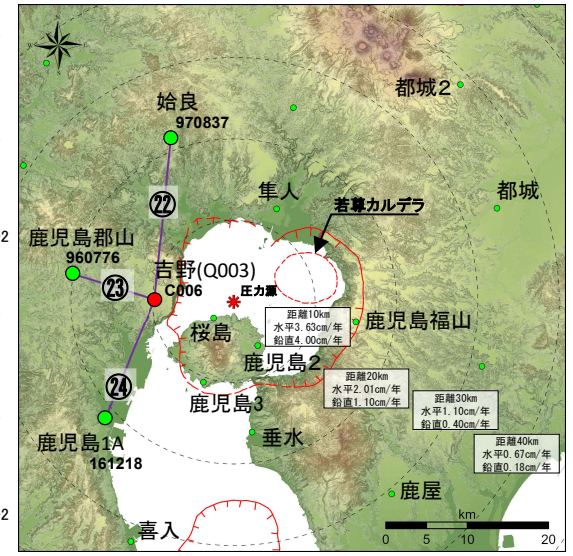 都城2
姶良
970837
㉒
隼人
都城
若尊カルデラ
2
鹿児島郡山
960776
㉓
吉野(Q003)
C006
圧力源
距離10km
水平3.63cm/年
鉛直4.00cm/年
鹿児島福山
桜島
鹿児島2
距離20km
水平2.01cm/年
鉛直1.10cm/年
㉔
鹿児島3
距離30km
水平1.10cm/年
鉛直0.40cm/年
鹿児島1A
161218
垂水
距離40km
水平0.67cm/年
鉛直0.18cm/年
鹿屋
2
喜入
km
0 5 10 20